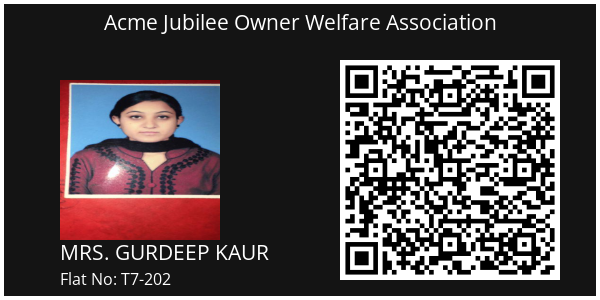 Acme Jubilee Owner Welfare Association
MRS. GURDEEP KAUR
Flat No: T7-202